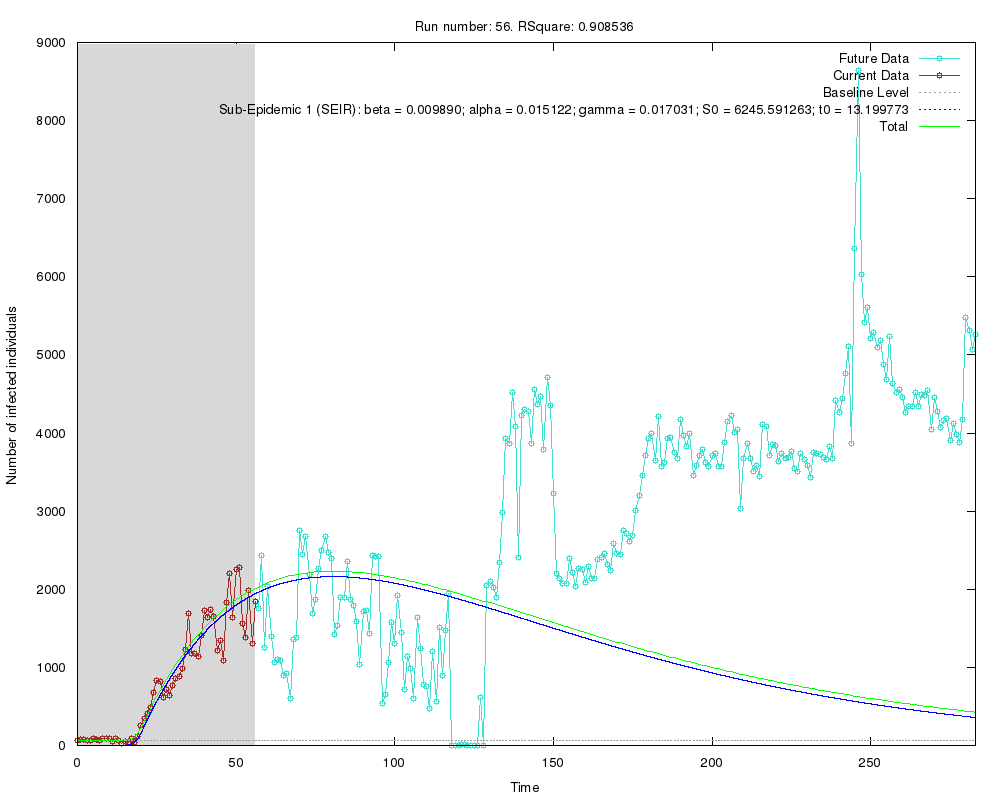 Run number: 56. RSquare: 0.908536
Future Data
Current Data
Baseline Level
Sub-Epidemic 1 (SEIR): beta = 0.009890; alpha = 0.015122; gamma = 0.017031; S0 = 6245.591263; t0 = 13.199773
Total
Number of infected individuals
9000
8000
7000
6000
5000
4000
3000
2000
1000
0
0
50
100
150
200
250
Time